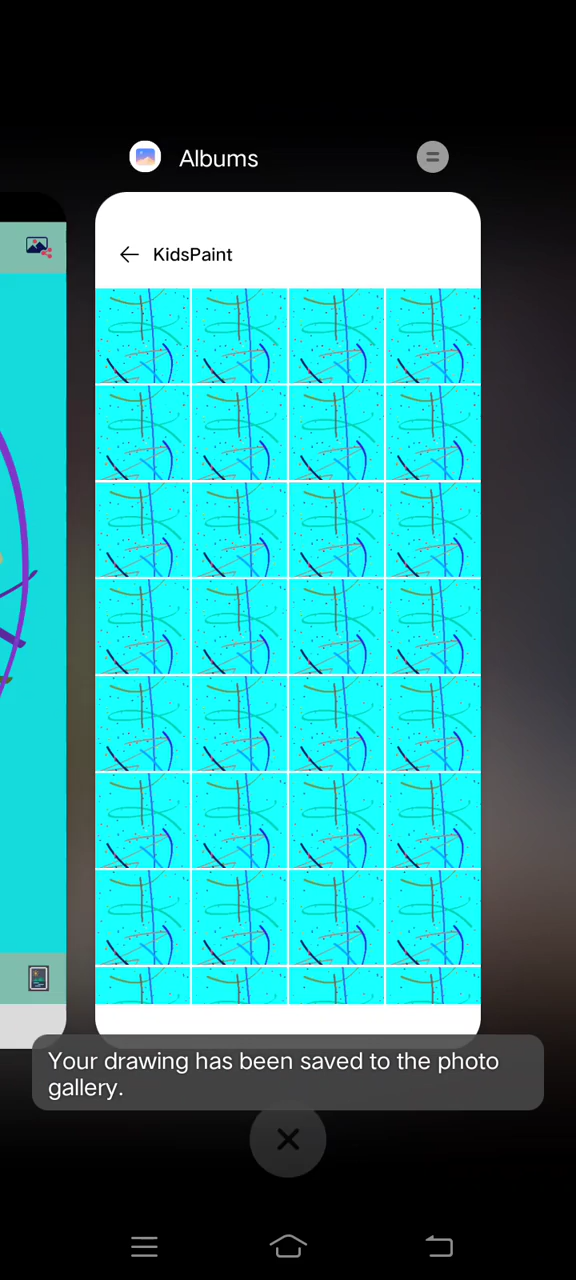 Albums
KidsPaint
Your drawing has been saved to the photo
gallery.